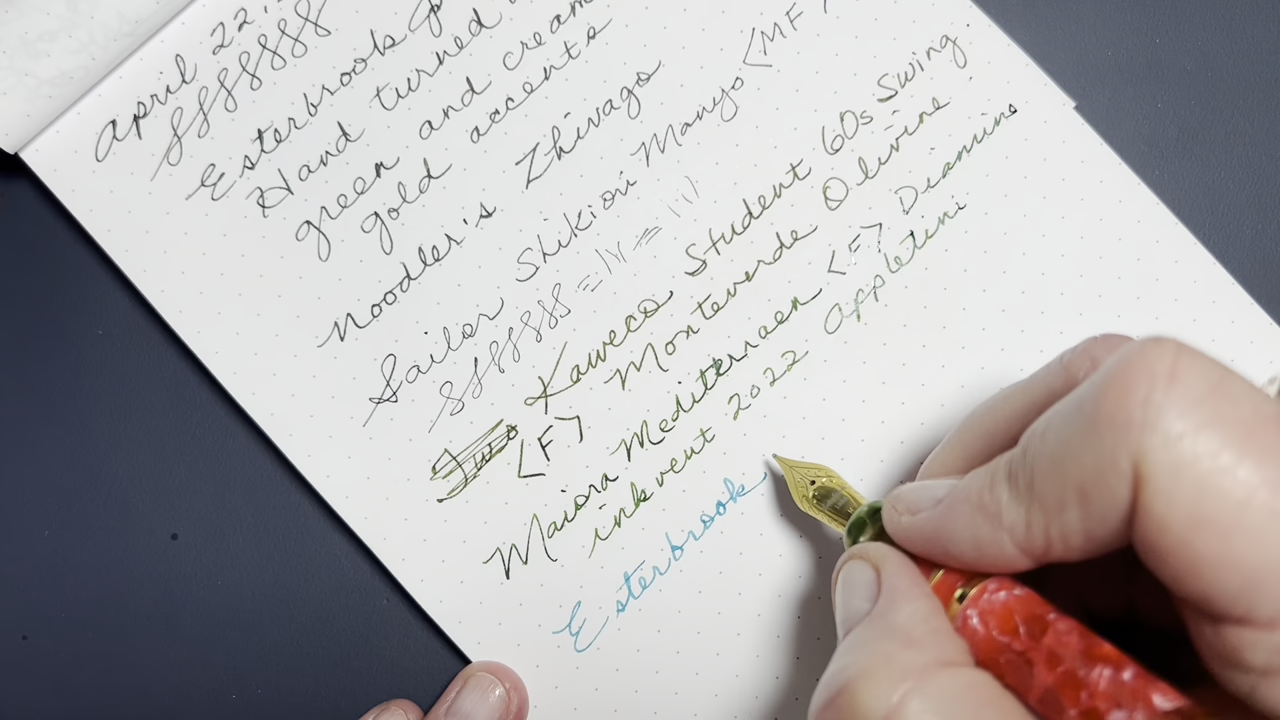 April 22,
Esterbrook
Hand turned
green and cream
gold accents
Noodler's Zhivago
Sailor Shikiori Manyo <MF>
Kaweco Student 60s Swing
<F> Monteverde Olivine
Maiora Mediterraen <F> Diamine
inkvent 2022 Appletini
Esterbrook